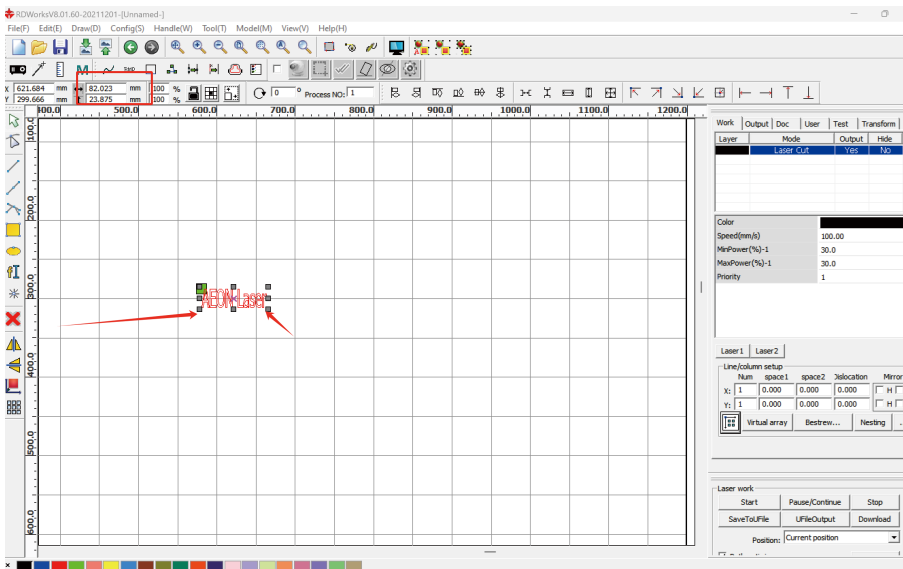 RDWorksV8.01.60-20211201-[Unnamed-]
File(F) Edit(E) Draw(D) Config(S) Handle(W) Tool(T) Model(M) View(V) Help(H)
X 621.684 mm 82.023 mm 100 % Process NO: 1
Y 299.666 mm 23.875 mm 100 % 0 °
500.0 600.0 700.0 800.0 900.0 1000.0 1100.0 1200.0
100.0
200.0
300.0
400.0
500.0
600.0
AEON Laser
Work Output Doc User Test Transform
Layer Mode Output Hide
Laser Cut Yes No
Color
Speed(mm/s) 100.00
MinPower(%)-1 30.0
MaxPower(%)-1 30.0
Priority 1
Laser1 Laser2
Line/column setup
Num space1 space2 Dislocation Mirror
X: 1 0.000 0.000 0.000 H
Y: 1 0.000 0.000 0.000 H
Virtual array Bestrew... Nesting
Laser work
Start Pause/Continue Stop
SaveToUFile UFileOutput Download
Position: Current position